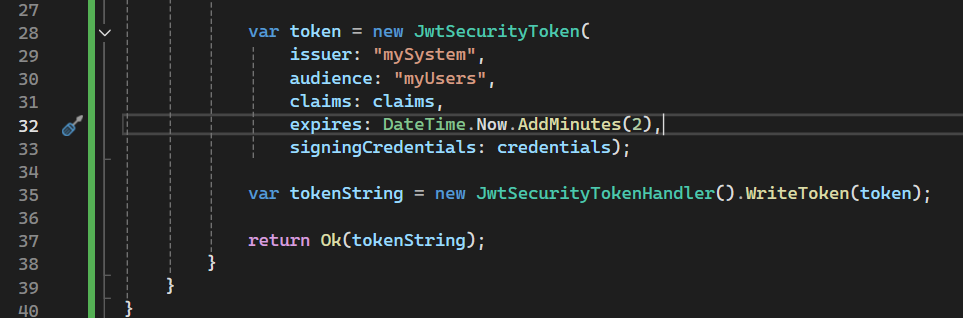 27
28 var token = new JwtSecurityToken(
29 issuer: "mySystem",
30 audience: "myUsers",
31 claims: claims,
32 expires: DateTime.Now.AddMinutes(2),
33 signingCredentials: credentials);
34
35 var tokenString = new JwtSecurityTokenHandler().WriteToken(token);
36
37 return Ok(tokenString);
38 }
39 }
40 }